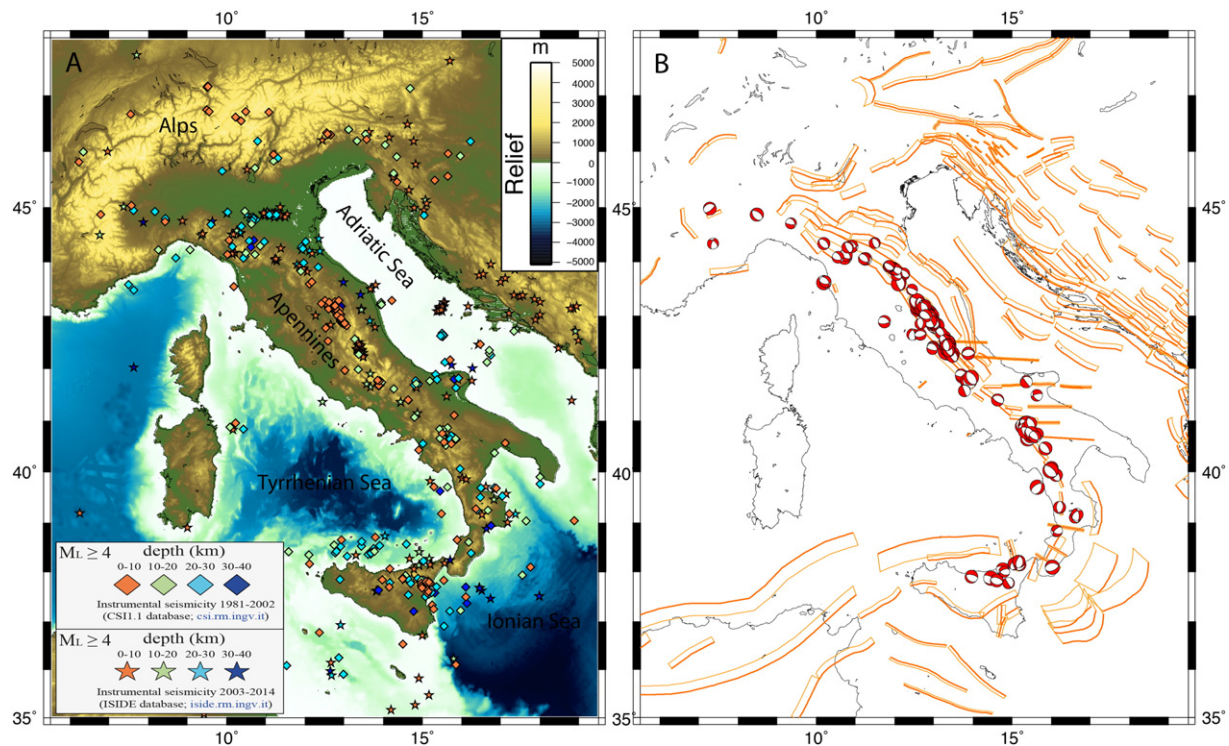 10° 15° 10° 15°
A
m
5000
4000
3000
2000
1000
0
−1000
−2000
−3000
−4000
−5000
Relief
B
Alps
45° 45° 45°
Adriatic Sea
Apennines
40° 40° 40°
Tyrrhenian Sea
Ionian Sea
ML ≥ 4 depth (km)
0-10 10-20 20-30 30-40
Instrumental seismicity 1981-2002
(CSI1.1 database; csi.rm.ingv.it)
ML ≥ 4 depth (km)
0-10 10-20 20-30 30-40
Instrumental seismicity 2003-2014
(ISIDE database; iside.rm.ingv.it)
35° 35° 35°
10° 15° 10° 15°